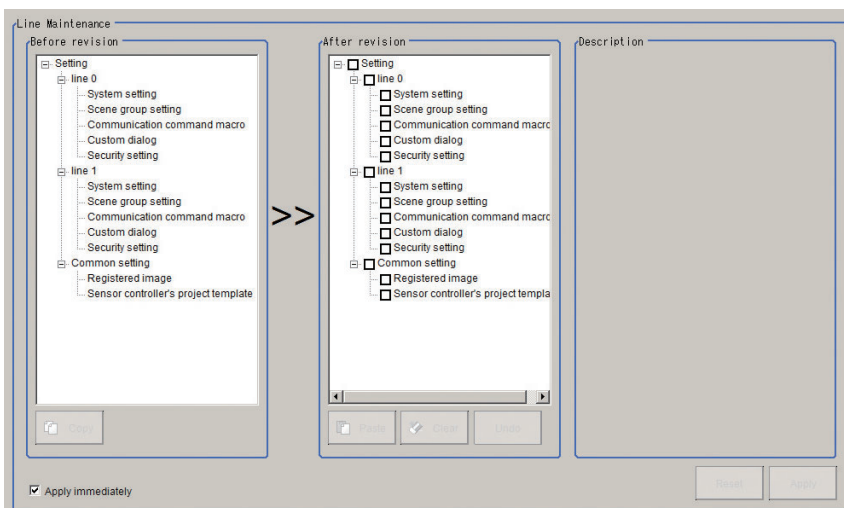 Line Maintenance
Before revision
Setting
line 0
System setting
Scene group setting
Communication command macro
Custom dialog
Security setting
line 1
System setting
Scene group setting
Communication command macro
Custom dialog
Security setting
Common setting
Registered image
Sensor controller's project template
Copy
>>
After revision
Setting
line 0
System setting
Scene group setting
Communication command macro
Custom dialog
Security setting
line 1
System setting
Scene group setting
Communication command macro
Custom dialog
Security setting
Common setting
Registered image
Sensor controller's project templa
Paste
Clear
Undo
Description
Apply immediately
Reset
Apply